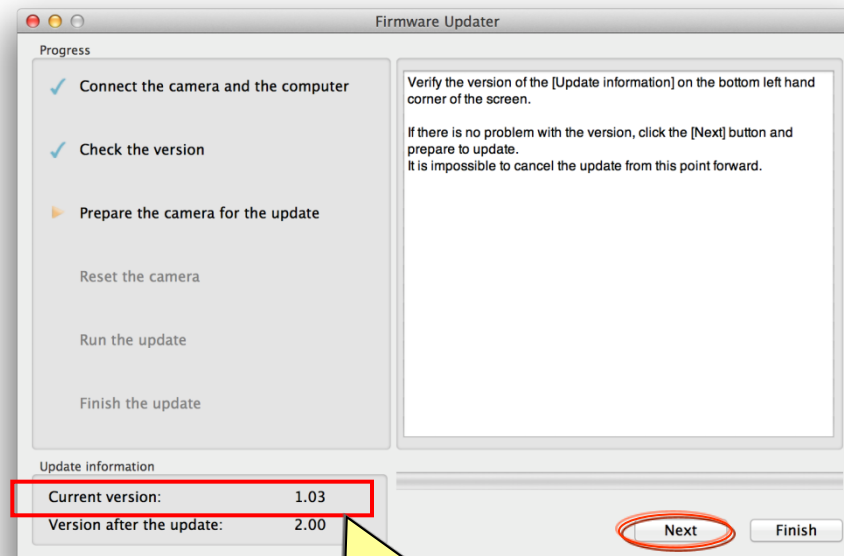 Firmware Updater
Progress
Connect the camera and the computer
Check the version
Prepare the camera for the update
Reset the camera
Run the update
Finish the update
Verify the version of the [Update information] on the bottom left hand
corner of the screen.
If there is no problem with the version, click the [Next] button and
prepare to update.
It is impossible to cancel the update from this point forward.
Update information
Current version: 1.03
Version after the update: 2.00
Next
Finish